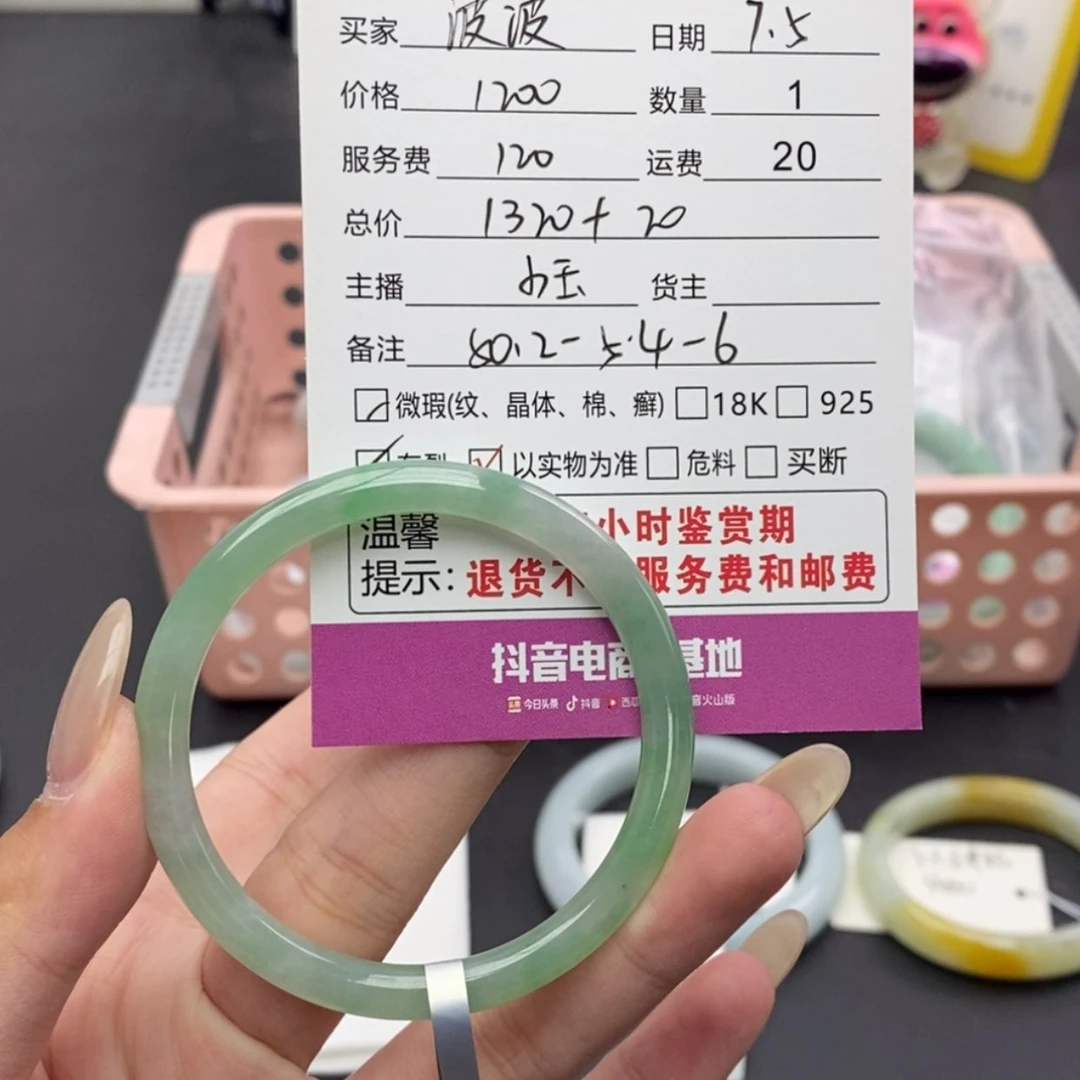 买家 波波 日期 7.5
价格 1200 数量 1
服务费 120 运费 20
总价 1320+20
主播 小玉 货主
备注 50.2-5.4-6
微瑕(纹、晶体、棉、癣) 18K 925
有裂 以实物为准 危料 买断
温馨 小时鉴赏期
提示: 退货不 服务费和邮费
抖音电商 基地
今日头条 抖音 西瓜 音火山版